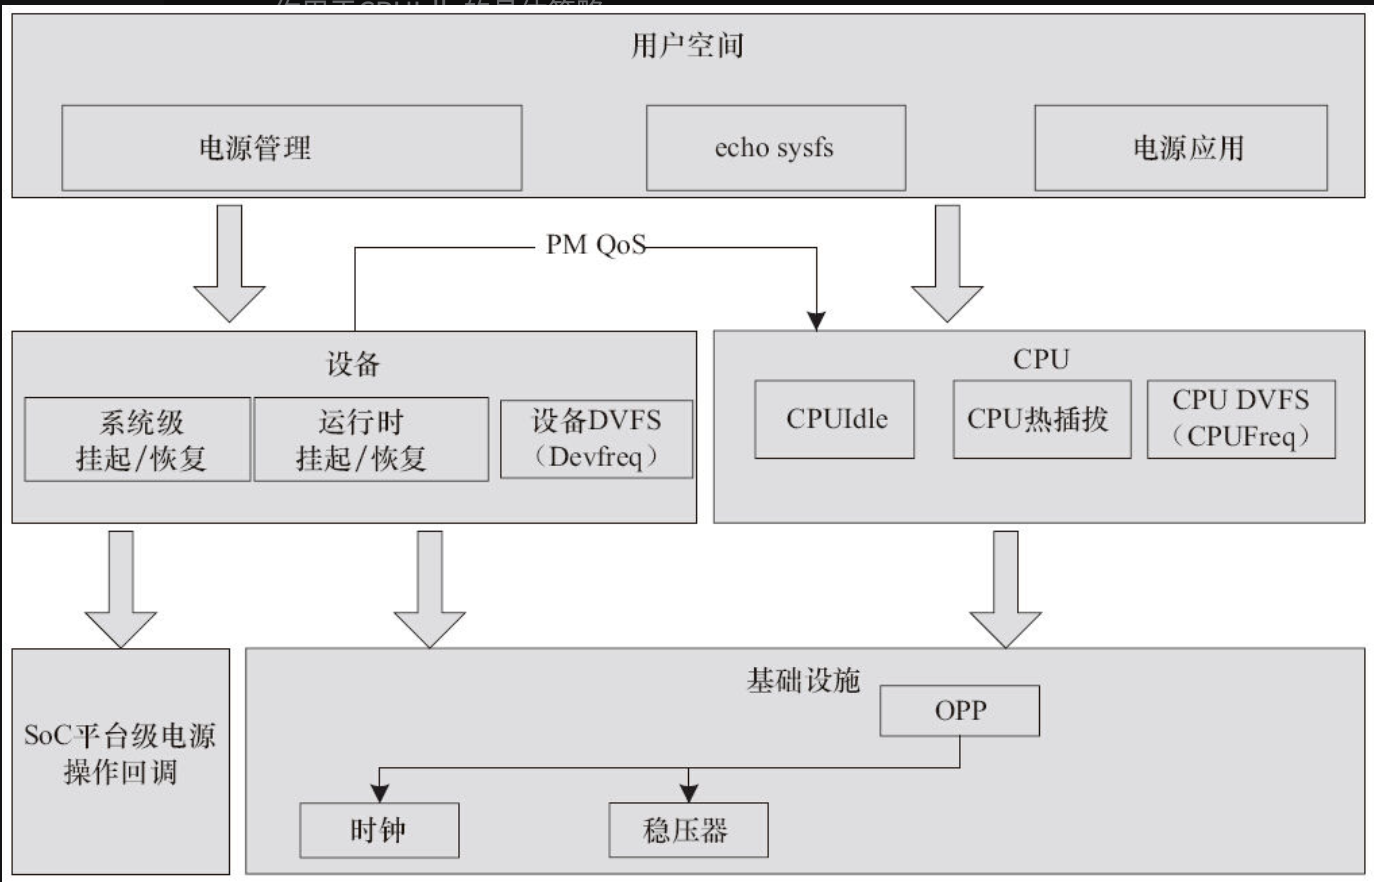 用户空间
电源管理
echo sysfs
电源应用
PM QoS
设备
系统级
挂起/恢复
运行时
挂起/恢复
设备DVFS
（Devfreq）
CPU
CPUIdle
CPU热插拔
CPU DVFS
（CPUFreq）
SoC平台级电源
操作回调
基础设施
OPP
时钟
稳压器